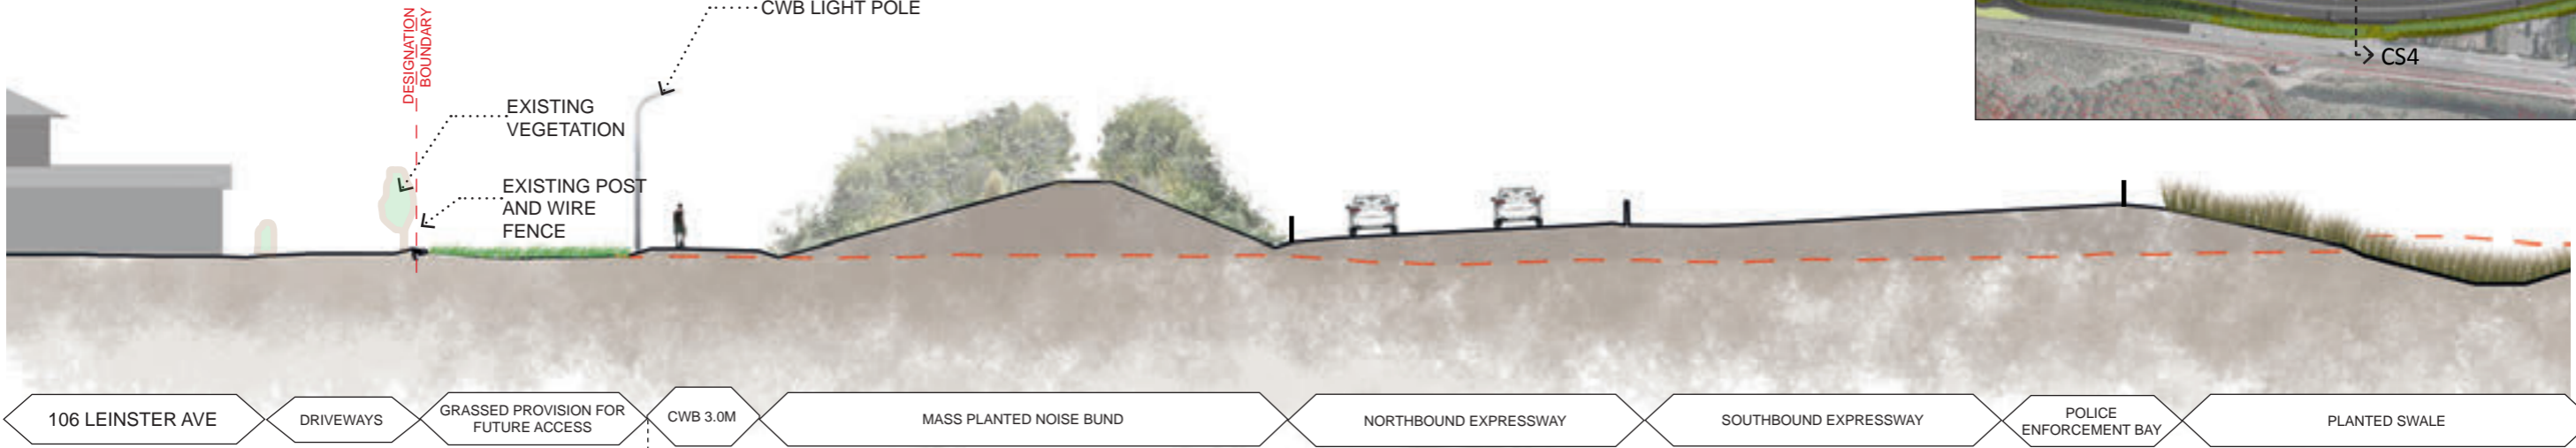 CWB LIGHT POLE
DESIGNATION
BOUNDARY
EXISTING
VEGETATION
EXISTING POST
AND WIRE
FENCE
CS4
106 LEINSTER AVE
DRIVEWAYS
GRASSED PROVISION FOR
FUTURE ACCESS
CWB 3.0M
MASS PLANTED NOISE BUND
NORTHBOUND EXPRESSWAY
SOUTHBOUND EXPRESSWAY
POLICE
ENFORCEMENT BAY
PLANTED SWALE